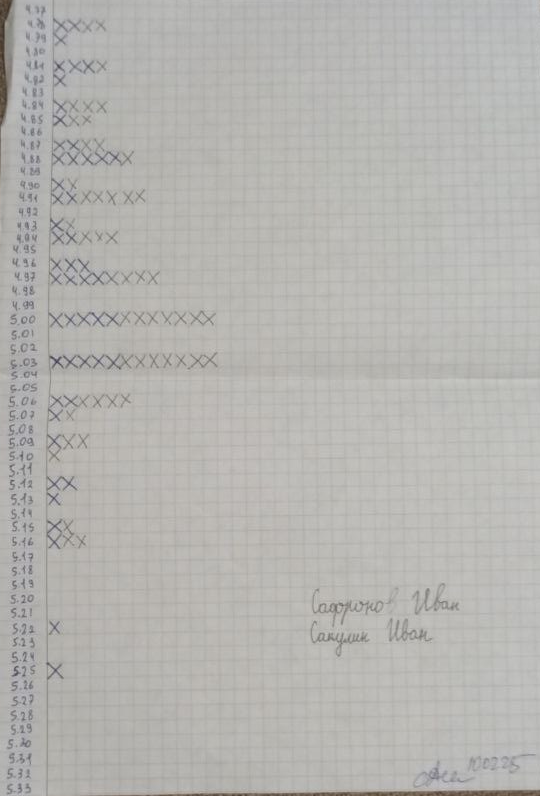 4.77
4.78 XXXX
4.79 X
4.80
4.81 XXXX
4.82 X
4.83
4.84 XXXX
4.85 XXX
4.86
4.87 XXXX
4.88 XXXXXX
4.89
4.90 XX
4.91 XXXXXXX
4.92
4.93 XX
4.94 XXXXX
4.95
4.96 XXX
4.97 XXXXXXXX
4.98
4.99
5.00 XXXXXXXXXXXX
5.01
5.02
5.03 XXXXXXXXXXXX
5.04
5.05
5.06 XXXXXX
5.07 XX
5.08
5.09 XXX
5.10 X
5.11
5.12 XX
5.13 X
5.14
5.15 XX
5.16 XXX
5.17
5.18
5.19
5.20
5.21
Сафронов Иван
5.22 X
Сакулин Иван
5.23
5.24
5.25 X
5.26
5.27
5.28
5.29
5.30
5.31
5.32
100225
5.33